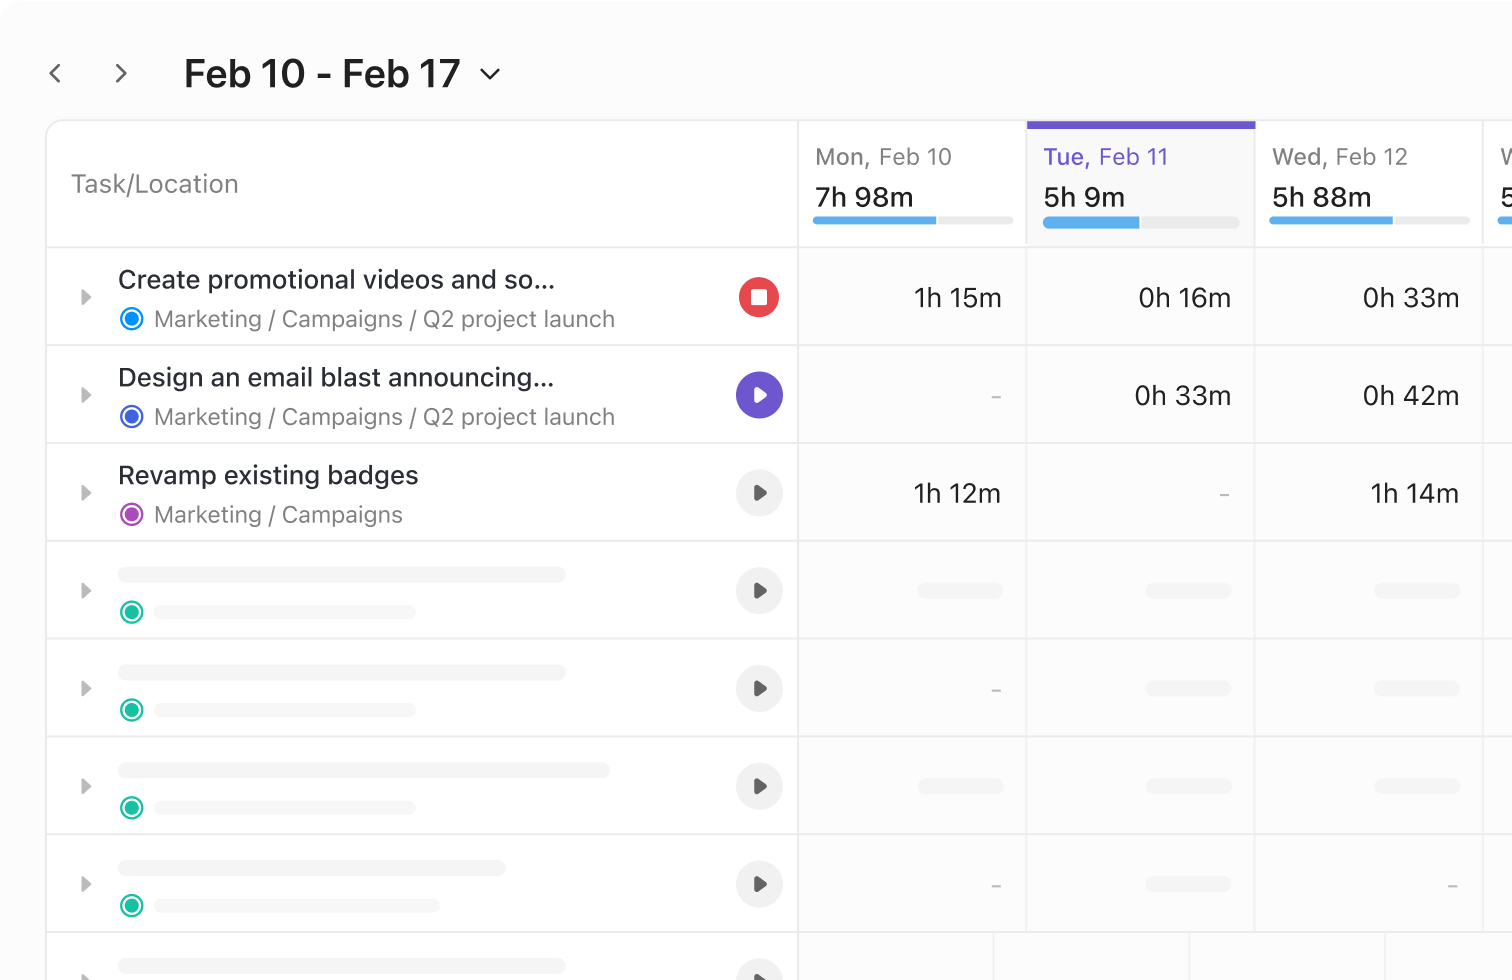 Feb 10 - Feb 17
Task/Location
Mon, Feb 10
7h 98m
Tue, Feb 11
5h 9m
Wed, Feb 12
5h 88m
Create promotional videos and so...
Marketing / Campaigns / Q2 project launch
1h 15m
0h 16m
0h 33m
Design an email blast announcing...
Marketing / Campaigns / Q2 project launch
-
0h 33m
0h 42m
Revamp existing badges
Marketing / Campaigns
1h 12m
-
1h 14m
-
-
-